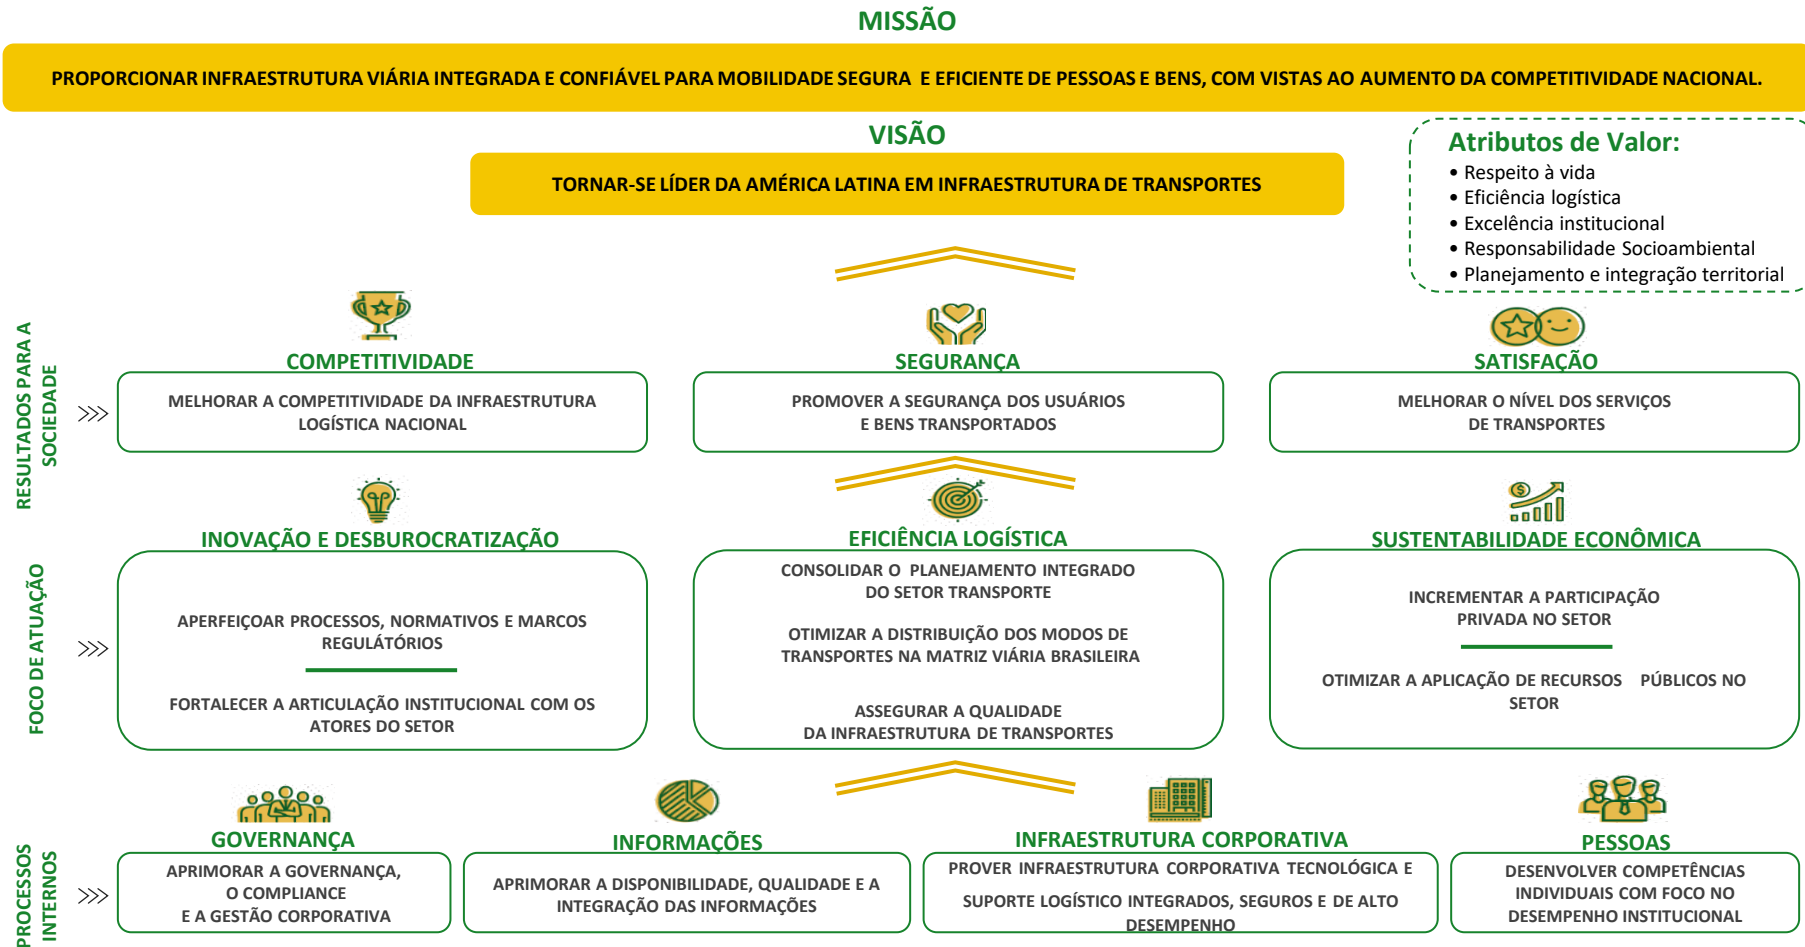 MISSÃO
PROPORCIONAR INFRAESTRUTURA VIÁRIA INTEGRADA E CONFIÁVEL PARA MOBILIDADE SEGURA E EFICIENTE DE PESSOAS E BENS, COM VISTAS AO AUMENTO DA COMPETITIVIDADE NACIONAL.
VISÃO
TORNAR-SE LÍDER DA AMÉRICA LATINA EM INFRAESTRUTURA DE TRANSPORTES
Atributos de Valor:
• Respeito à vida
• Eficiência logística
• Excelência institucional
• Responsabilidade Socioambiental
• Planejamento e integração territorial
RESULTADOS PARA A
SOCIEDADE
COMPETITIVIDADE
MELHORAR A COMPETITIVIDADE DA INFRAESTRUTURA
LOGÍSTICA NACIONAL
SEGURANÇA
PROMOVER A SEGURANÇA DOS USUÁRIOS
E BENS TRANSPORTADOS
SATISFAÇÃO
MELHORAR O NÍVEL DOS SERVIÇOS
DE TRANSPORTES
FOCO DE ATUAÇÃO
INOVAÇÃO E DESBUROCRATIZAÇÃO
APERFEIÇOAR PROCESSOS, NORMATIVOS E MARCOS
REGULÁTÓRIOS
FORTALECER A ARTICULAÇÃO INSTITUCIONAL COM OS
ATORES DO SETOR
EFICIÊNCIA LOGÍSTICA
CONSOLIDAR O PLANEJAMENTO INTEGRADO
DO SETOR TRANSPORTE
OTIMIZAR A DISTRIBUIÇÃO DOS MODOS DE
TRANSPORTES NA MATRIZ VIÁRIA BRASILEIRA
ASSEGURAR A QUALIDADE
DA INFRAESTRUTURA DE TRANSPORTES
SUSTENTABILIDADE ECONÔMICA
INCREMENTAR A PARTICIPAÇÃO
PRIVADA NO SETOR
OTIMIZAR A APLICAÇÃO DE RECURSOS PÚBLICOS NO
SETOR
PROCESSOS
INTERNOS
GOVERNANÇA
APRIMORAR A GOVERNANÇA,
O COMPLIANCE
E A GESTÃO CORPORATIVA
INFORMAÇÕES
APRIMORAR A DISPONIBILIDADE, QUALIDADE E A
INTEGRAÇÃO DAS INFORMAÇÕES
INFRAESTRUTURA CORPORATIVA
PROVER INFRAESTRUTURA CORPORATIVA TECNOLÓGICA E
SUPORTE LOGÍSTICO INTEGRADOS, SEGUROS E DE ALTO
DESEMPENHO
PESSOAS
DESENVOLVER COMPETÊNCIAS
INDIVIDUAIS COM FOCO NO
DESEMPENHO INSTITUCIONAL